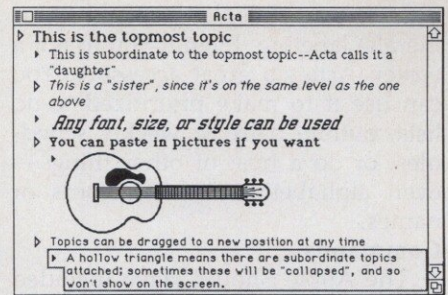 Acta
This is the topmost topic
This is subordinate to the topmost topic--Acta calls it a
"daughter"
This is a "sister", since it's on the same level as the one
above
Any font, size, or style can be used
You can paste in pictures if you want
Topics can be dragged to a new position at any time
A hollow triangle means there are subordinate topics
attached; sometimes these will be "collapsed", and so
won't show on the screen.